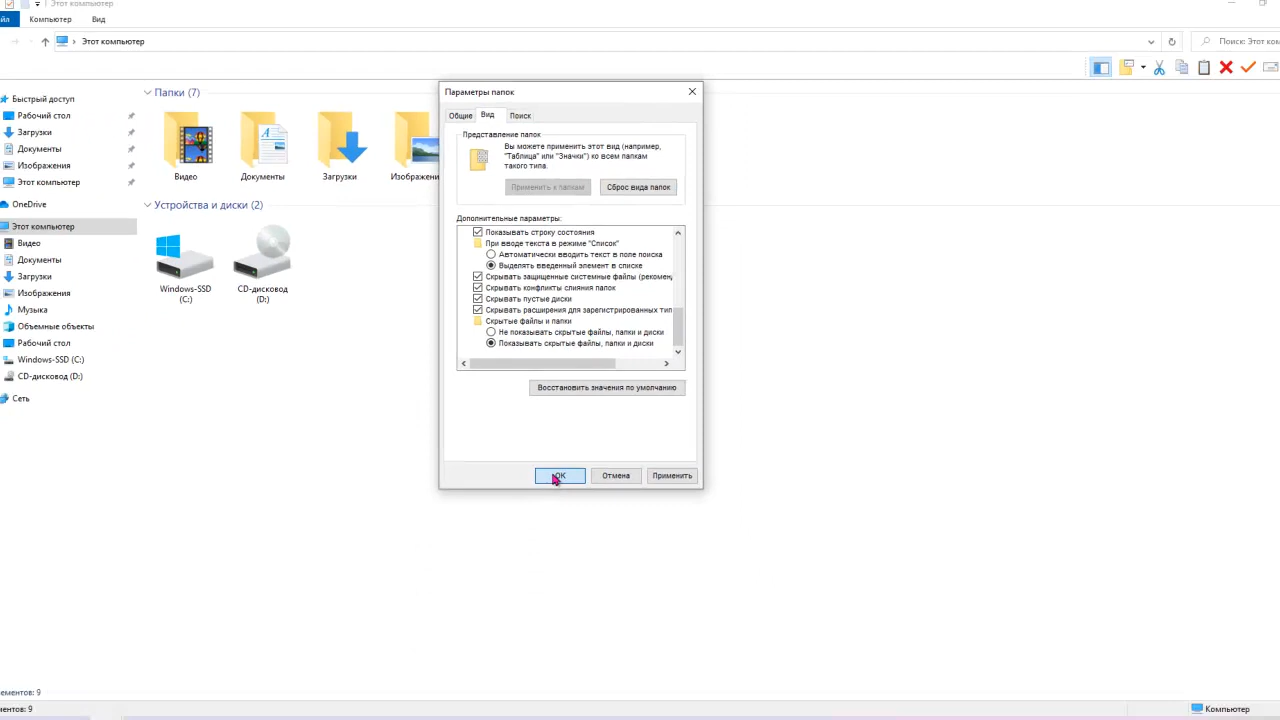 Этот компьютер
Компьютер
Вид
Этот компьютер
Поиск: Этот
Параметры папок
Общие
Вид
Поиск
Представление папок
Вы можете применить этот вид (например,
"Таблица" или "Значки") ко всем папкам
такого типа.
Применить к папкам
Сброс вида папок
Дополнительные параметры:
Показывать строку состояния
При вводе текста в режиме "Список"
Автоматически вводить текст в поле поиска
Выделять введенный элемент в списке
Скрывать защищенные системные файлы (рекомен
Скрывать конфликты слияния папок
Скрывать пустые диски
Скрывать расширения для зарегистрированных тип
Скрытые файлы и папки
Не показывать скрытые файлы, папки и диски
Показывать скрытые файлы, папки и диски
Восстановить значения по умолчанию
OK
Отмена
Применить
Быстрый доступ
Рабочий стол
Загрузки
Документы
Изображения
Этот компьютер
OneDrive
Этот компьютер
Видео
Документы
Загрузки
Изображения
Музыка
Объемные объекты
Рабочий стол
Windows-SSD (C:)
CD-дисковод (D:)
Сеть
Папки (7)
Видео
Документы
Загрузки
Изображени
Устройства и диски (2)
Windows-SSD
(C:)
CD-дисковод
(D:)
ементов: 9
ентов: 9
Компьютер